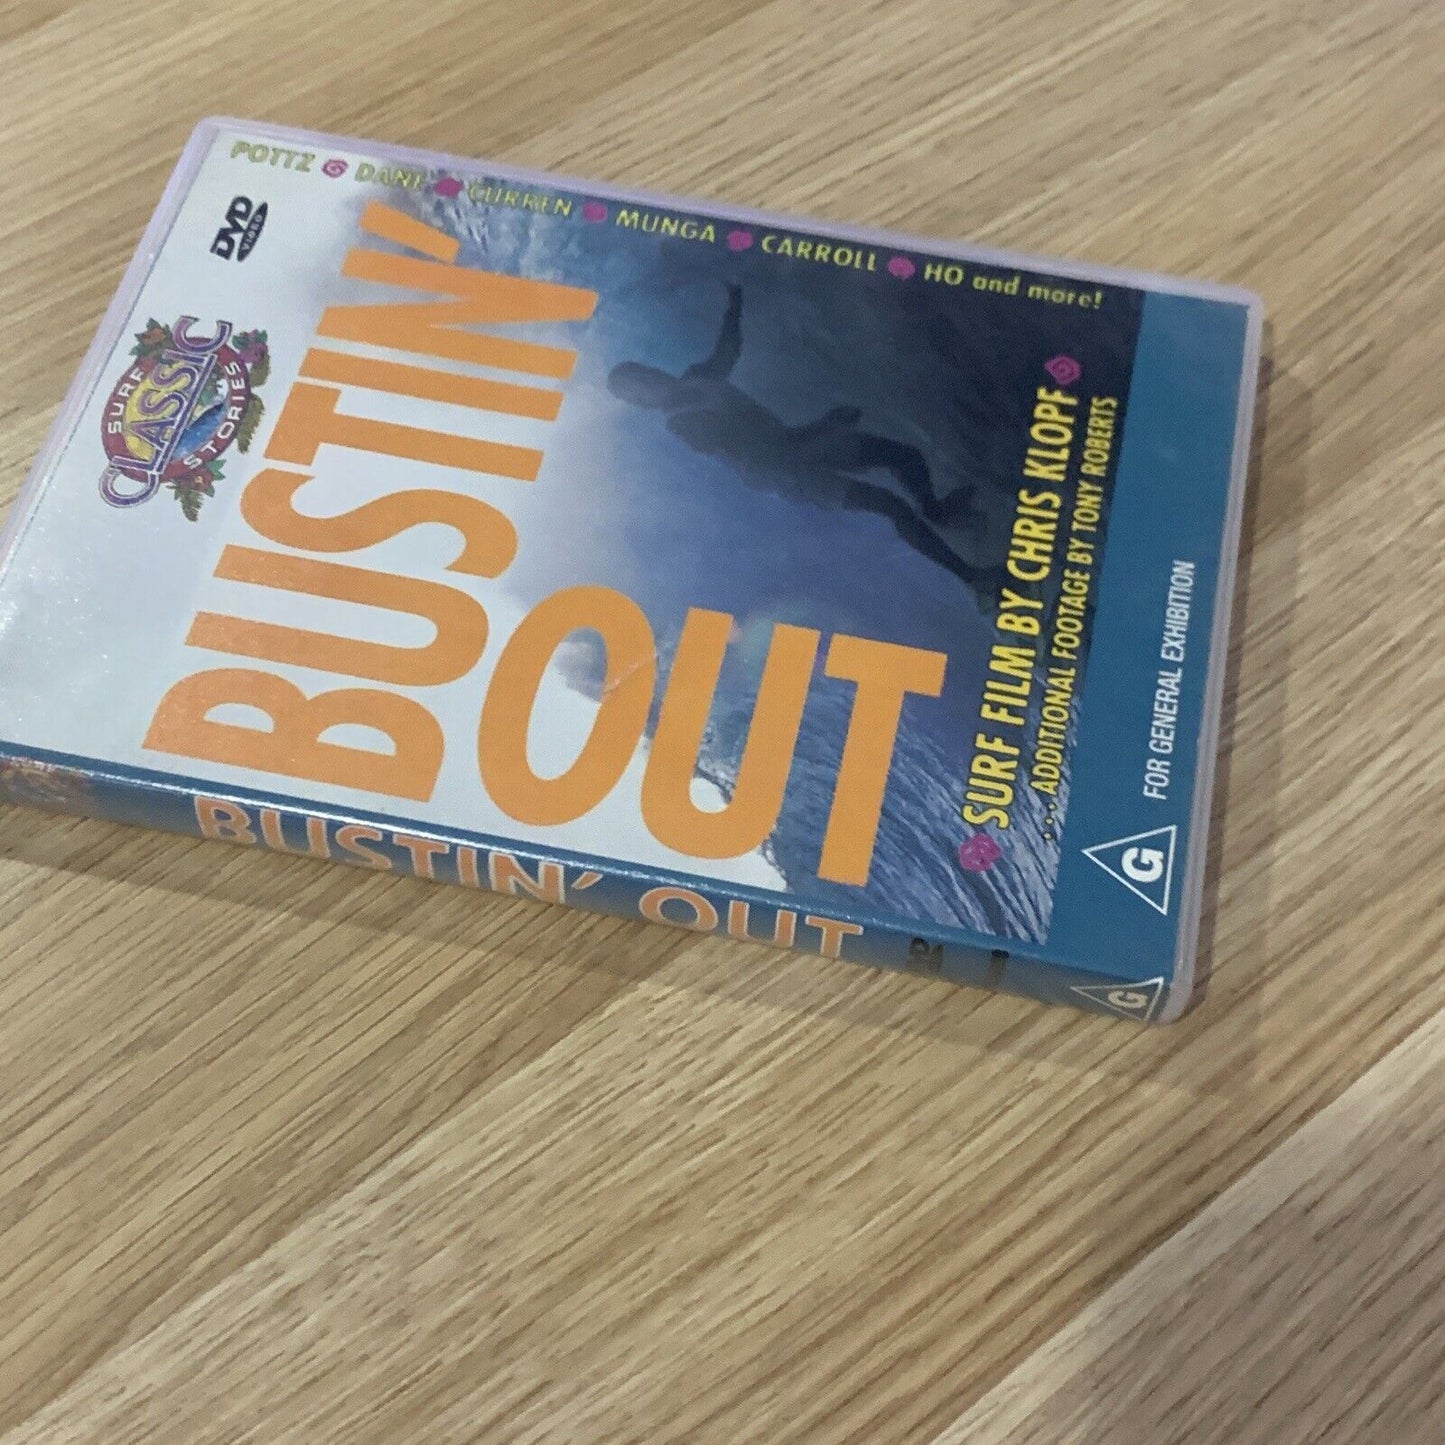 POTTZ DANE CURREN MUNGA CARROLL HO and more!
DVD
VIDEO
SURF
CLASSIC
STORIES
BUSTIN'
OUT
SURF FILM BY CHRIS KLOPF
...ADDITIONAL FOOTAGE BY TONY ROBERTS
FOR GENERAL EXHIBITION
G
BUSTIN' OUT
G